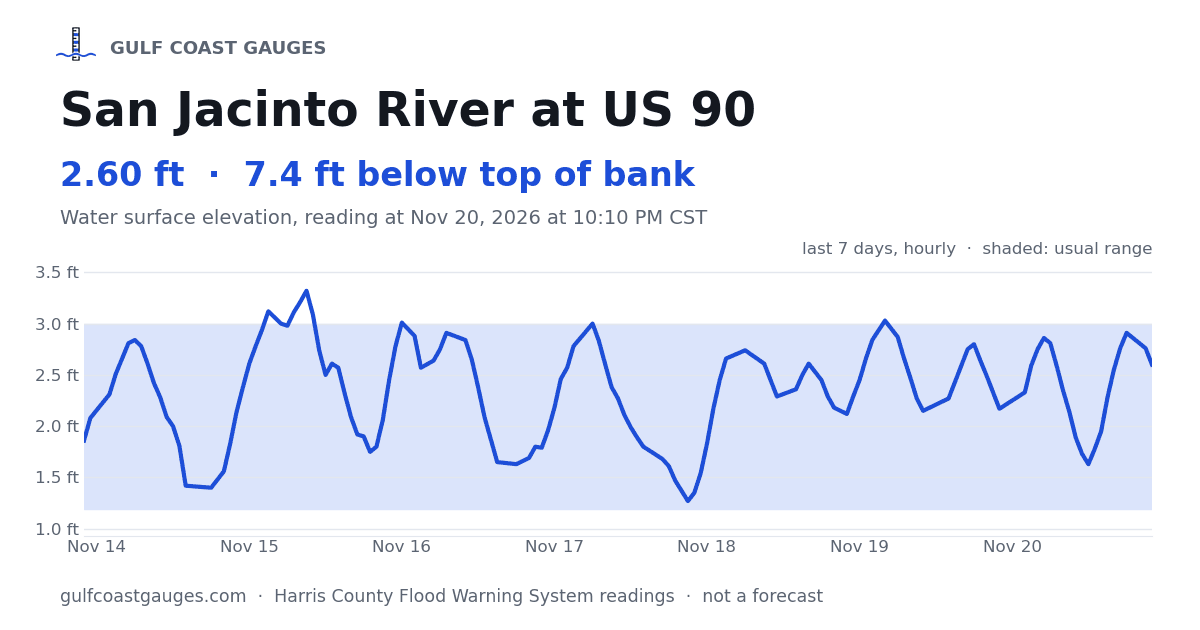 GULF COAST GAUGES
San Jacinto River at US 90
2.60 ft · 7.4 ft below top of bank
Water surface elevation, reading at Nov 20, 2026 at 10:10 PM CST
last 7 days, hourly · shaded: usual range
3.5 ft
3.0 ft
2.5 ft
2.0 ft
1.5 ft
1.0 ft
Nov 14 Nov 15 Nov 16 Nov 17 Nov 18 Nov 19 Nov 20
gulfcoastgauges.com · Harris County Flood Warning System readings · not a forecast